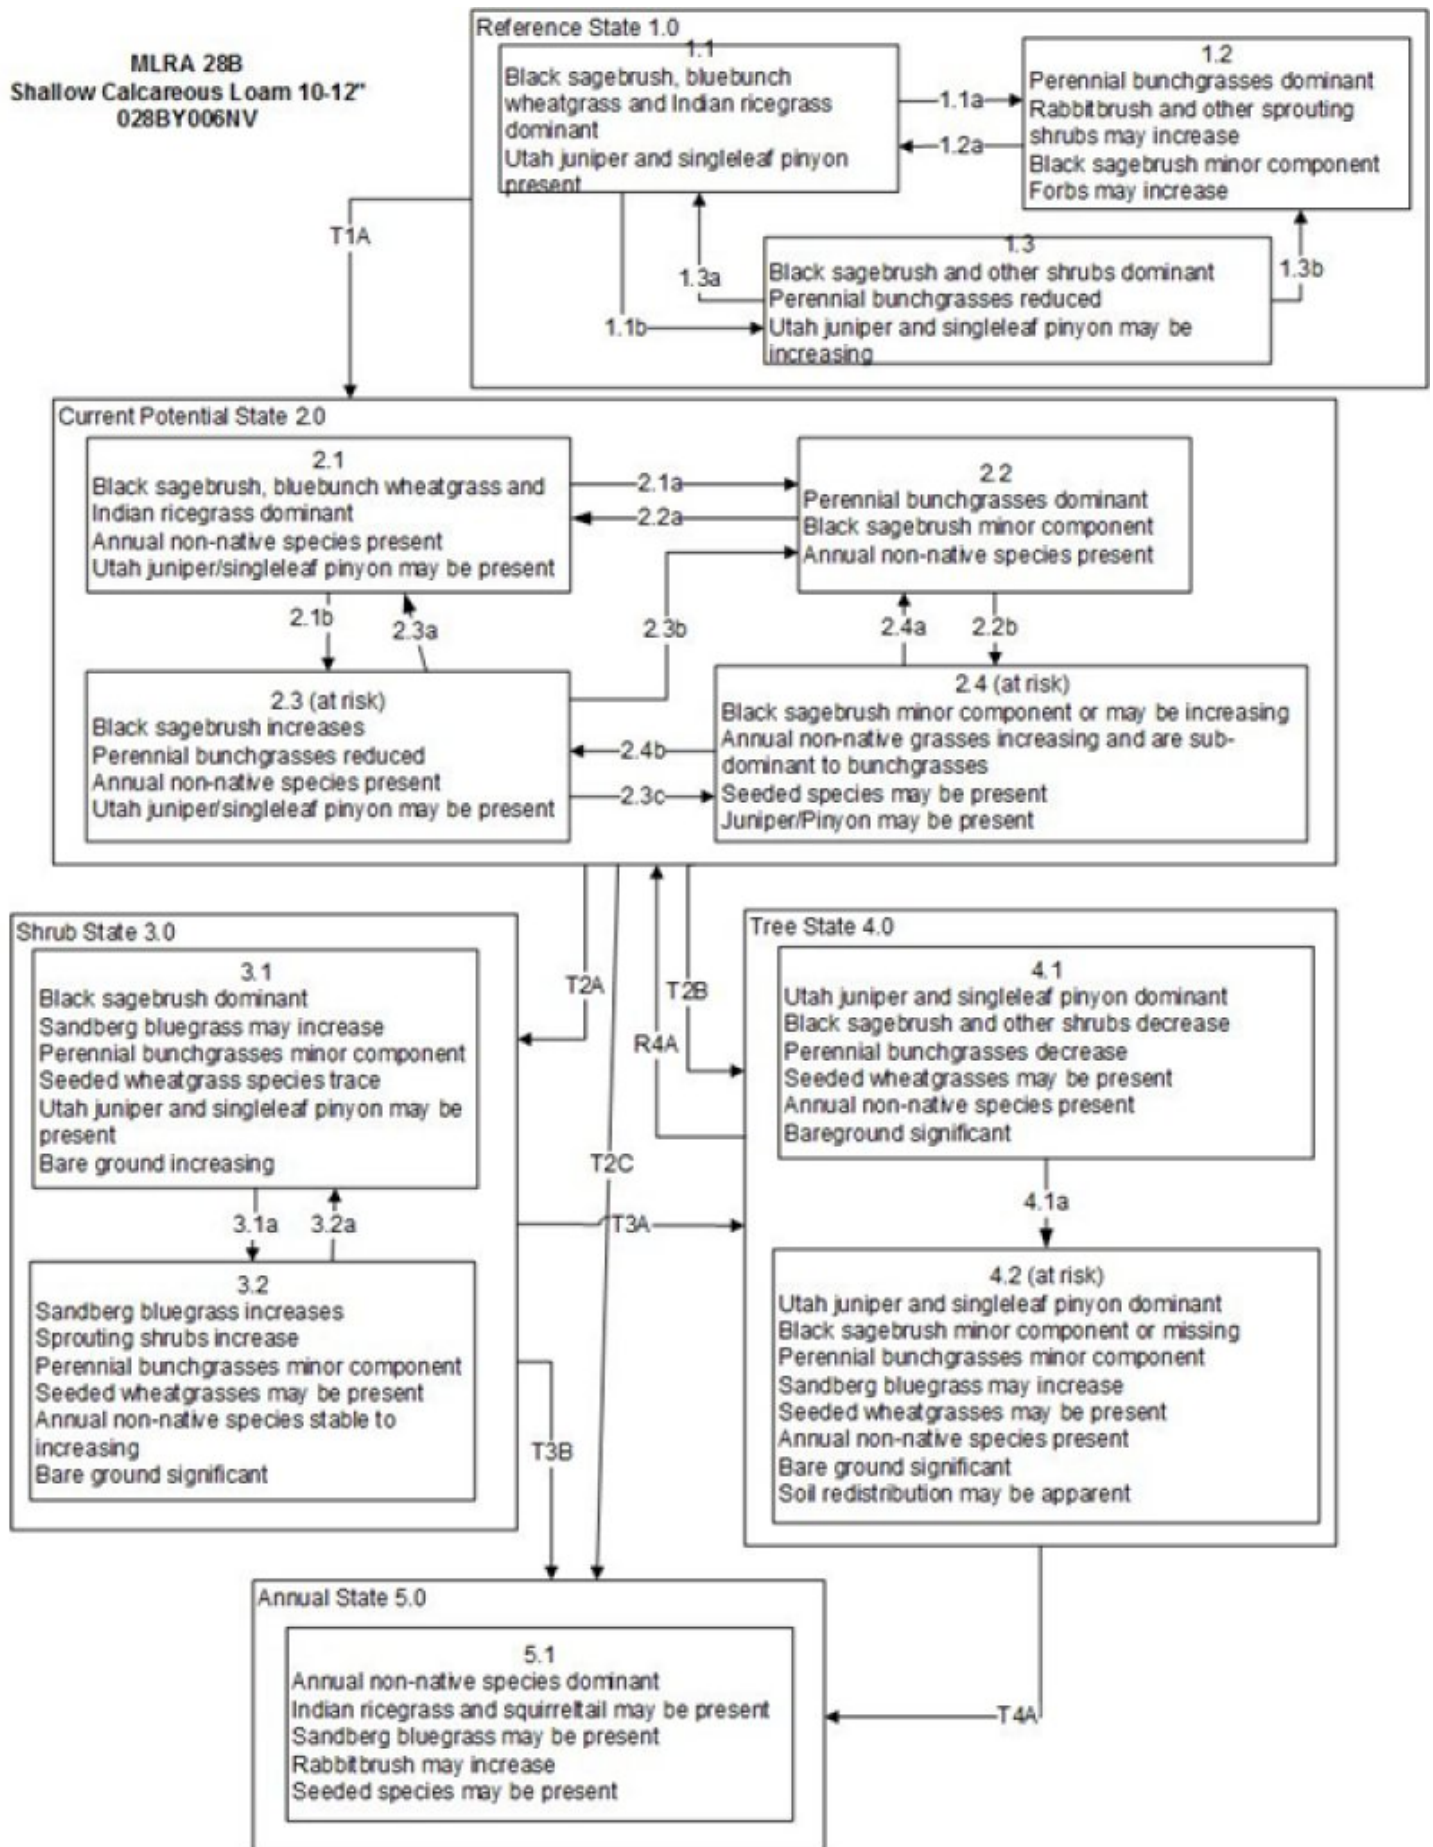 MLRA 28B
Shallow Calcareous Loam 10-12"
028BY006NV
Reference State 1.0
1.1
Black sagebrush, bluebunch
wheatgrass and Indian ricegrass
dominant
Utah juniper and singleleaf pinyon
present
1.1a
1.2a
1.2
Perennial bunchgrasses dominant
Rabbitbrush and other sprouting
shrubs may increase
Black sagebrush minor component
Forbs may increase
T1A
1.3a
1.1b
1.3
Black sagebrush and other shrubs dominant
Perennial bunchgrasses reduced
Utah juniper and singleleaf pinyon may be
increasing
1.3b
Current Potential State 2.0
2.1
Black sagebrush, bluebunch wheatgrass and
Indian ricegrass dominant
Annual non-native species present
Utah juniper/singleleaf pinyon may be present
2.1a
2.2a
2.2
Perennial bunchgrasses dominant
Black sagebrush minor component
Annual non-native species present
2.1b
2.3a
2.3b
2.4a
2.2b
2.3 (at risk)
Black sagebrush increases
Perennial bunchgrasses reduced
Annual non-native species present
Utah juniper/singleleaf pinyon may be present
2.4b
2.3c
2.4 (at risk)
Black sagebrush minor component or may be increasing
Annual non-native grasses increasing and are sub-
dominant to bunchgrasses
Seeded species may be present
Juniper/Pinyon may be present
Shrub State 3.0
3.1
Black sagebrush dominant
Sandberg bluegrass may increase
Perennial bunchgrasses minor component
Seeded wheatgrass species trace
Utah juniper and singleleaf pinyon may be
present
Bare ground increasing
T2A
T2B
R4A
T2C
Tree State 4.0
4.1
Utah juniper and singleleaf pinyon dominant
Black sagebrush and other shrubs decrease
Perennial bunchgrasses decrease
Seeded wheatgrasses may be present
Annual non-native species present
Bareground significant
3.1a
3.2a
T3A
4.1a
3.2
Sandberg bluegrass increases
Sprouting shrubs increase
Perennial bunchgrasses minor component
Seeded wheatgrasses may be present
Annual non-native species stable to
increasing
Bare ground significant
T3B
4.2 (at risk)
Utah juniper and singleleaf pinyon dominant
Black sagebrush minor component or missing
Perennial bunchgrasses minor component
Sandberg bluegrass may increase
Seeded wheatgrasses may be present
Annual non-native species present
Bare ground significant
Soil redistribution may be apparent
Annual State 5.0
5.1
Annual non-native species dominant
Indian ricegrass and squirreltail may be present
Sandberg bluegrass may be present
Rabbitbrush may increase
Seeded species may be present
T4A